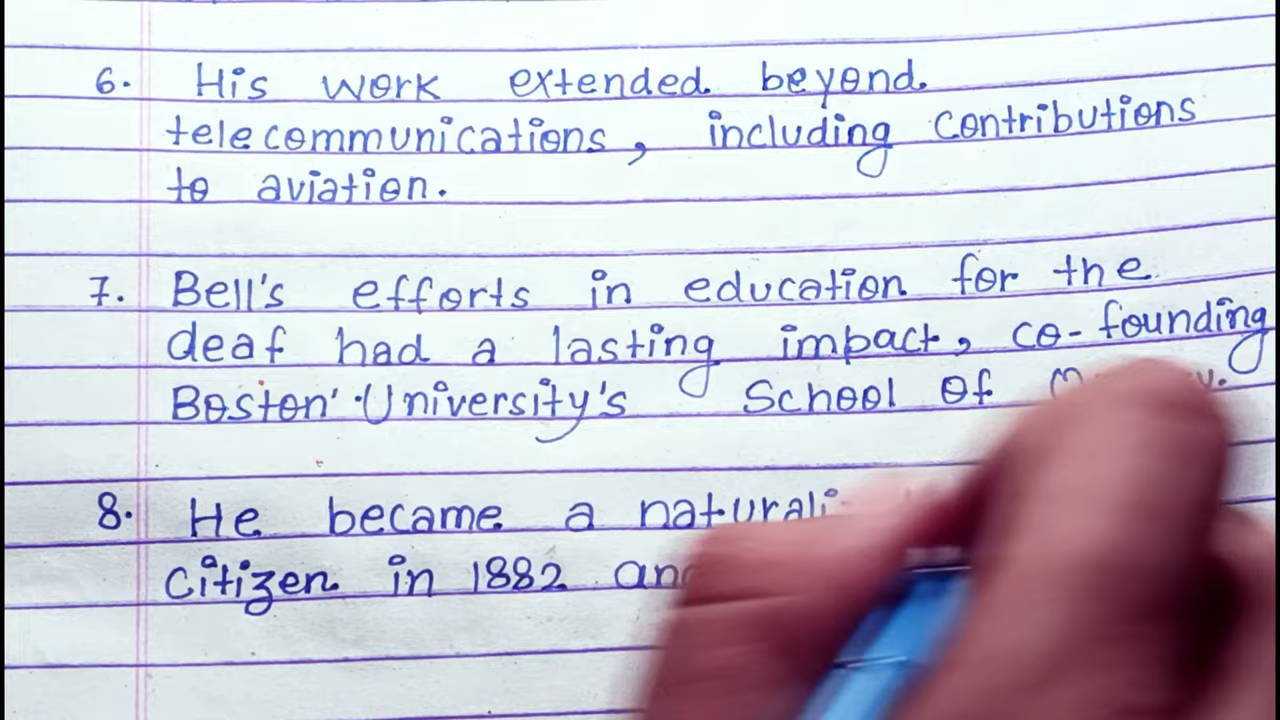 6. His work extended beyond
telecommunications, including contributions
to aviation.
7. Bell's efforts in education for the
deaf had a lasting impact, co-founding
Boston University's School of
8. He became a
citizen in 1882